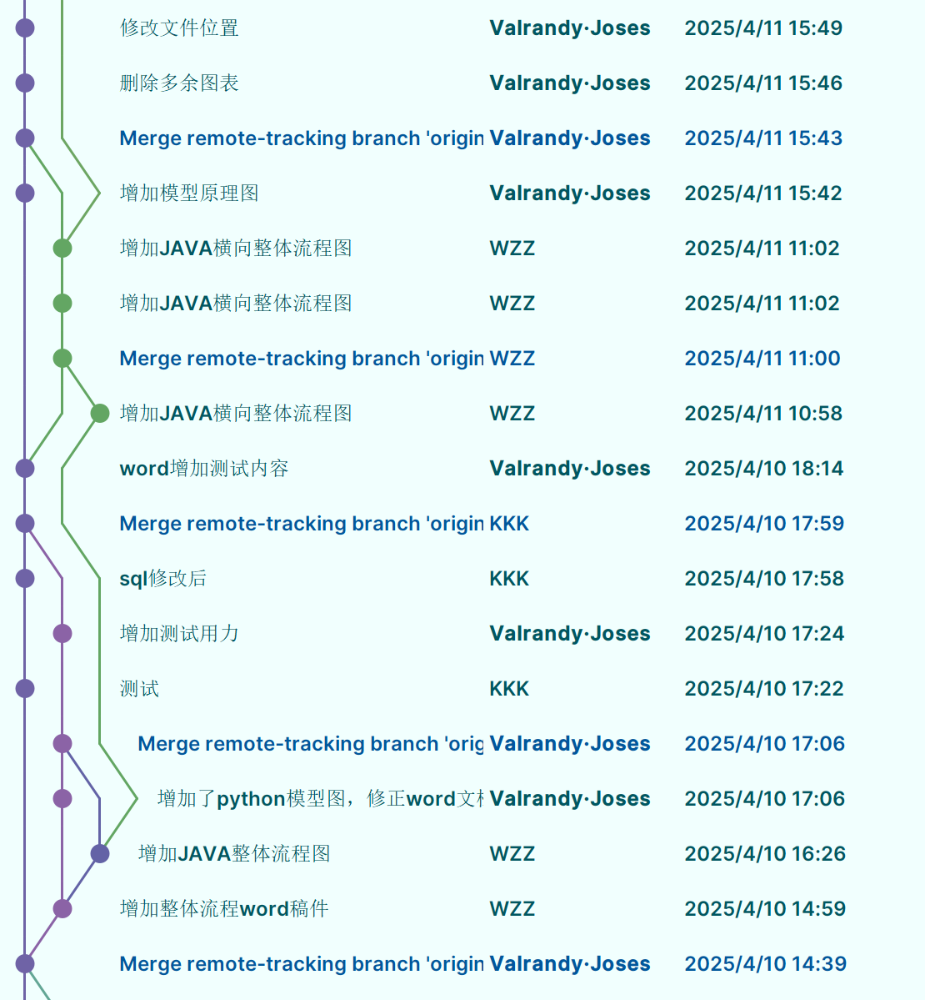 修改文件位置 Valrandy·Joses 2025/4/11 15:49
删除多余图表 Valrandy·Joses 2025/4/11 15:46
Merge remote-tracking branch 'origin Valrandy·Joses 2025/4/11 15:43
增加模型原理图 Valrandy·Joses 2025/4/11 15:42
增加JAVA横向整体流程图 WZZ 2025/4/11 11:02
增加JAVA横向整体流程图 WZZ 2025/4/11 11:02
Merge remote-tracking branch 'origin WZZ 2025/4/11 11:00
增加JAVA横向整体流程图 WZZ 2025/4/11 10:58
word增加测试内容 Valrandy·Joses 2025/4/10 18:14
Merge remote-tracking branch 'origin KKK 2025/4/10 17:59
sql修改后 KKK 2025/4/10 17:58
增加测试用力 Valrandy·Joses 2025/4/10 17:24
测试 KKK 2025/4/10 17:22
Merge remote-tracking branch 'orig Valrandy·Joses 2025/4/10 17:06
增加了python模型图，修正word文 Valrandy·Joses 2025/4/10 17:06
增加JAVA整体流程图 WZZ 2025/4/10 16:26
增加整体流程word稿件 WZZ 2025/4/10 14:59
Merge remote-tracking branch 'origin Valrandy·Joses 2025/4/10 14:39